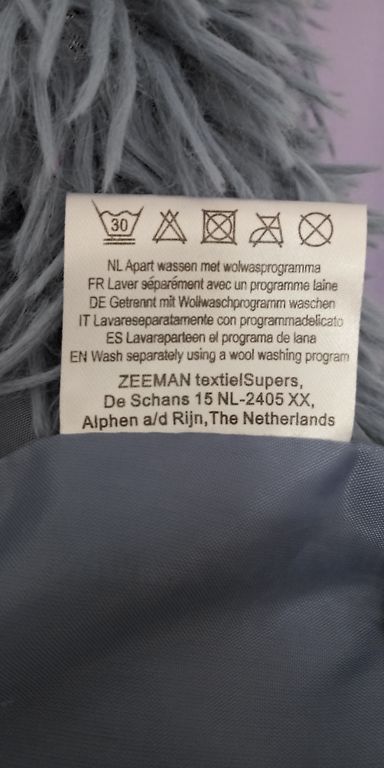 30
NL Apart wassen met wolwasprogramma
FR Laver séparément avec un programme laine
DE Getrennt mit Wollwaschprogramm waschen
IT Lavareseparatamente con programmadelicato
ES Lavaraparteen el programa de lana
EN Wash separately using a wool washing program
ZEEMAN textielSupers,
De Schans 15 NL-2405 XX,
Alphen a/d Rijn,The Netherlands